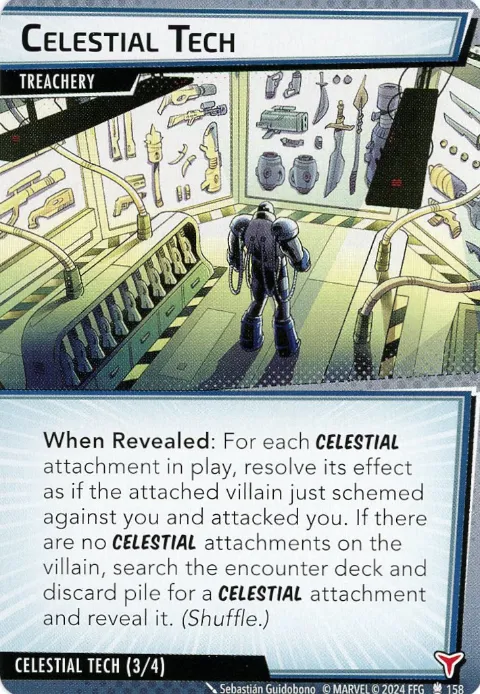 CELESTIAL TECH
TREACHERY
When Revealed: For each CELESTIAL
attachment in play, resolve its effect
as if the attached villain just schemed
against you and attacked you. If there
are no CELESTIAL attachments on the
villain, search the encounter deck and
discard pile for a CELESTIAL attachment
and reveal it. (Shuffle.)
CELESTIAL TECH (3/4)
Sebastián Guidobono © MARVEL © 2024 FFG 158